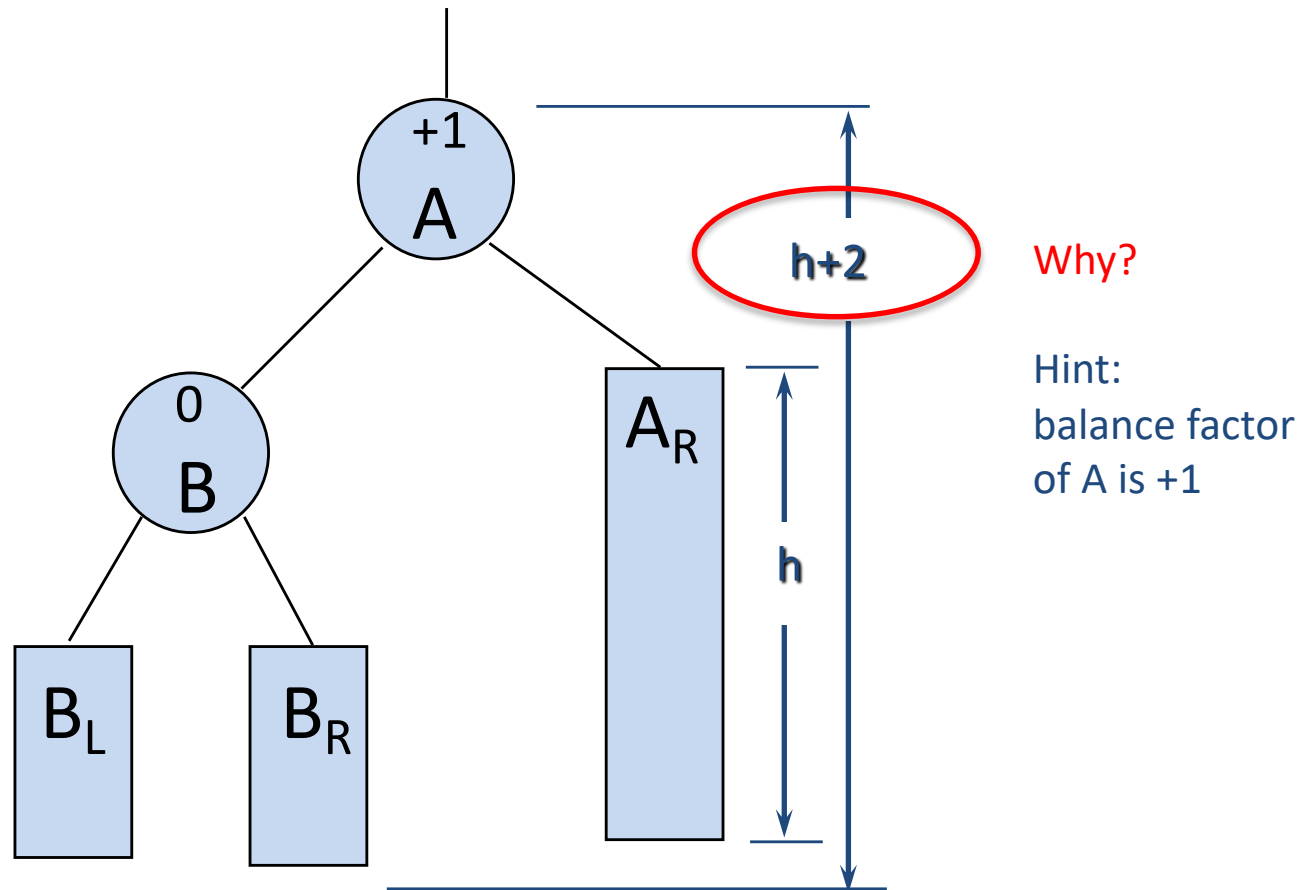 +1
A
h+2
Why?
Hint:
balance factor
of A is +1
0
B
A_R
h
B_L
B_R